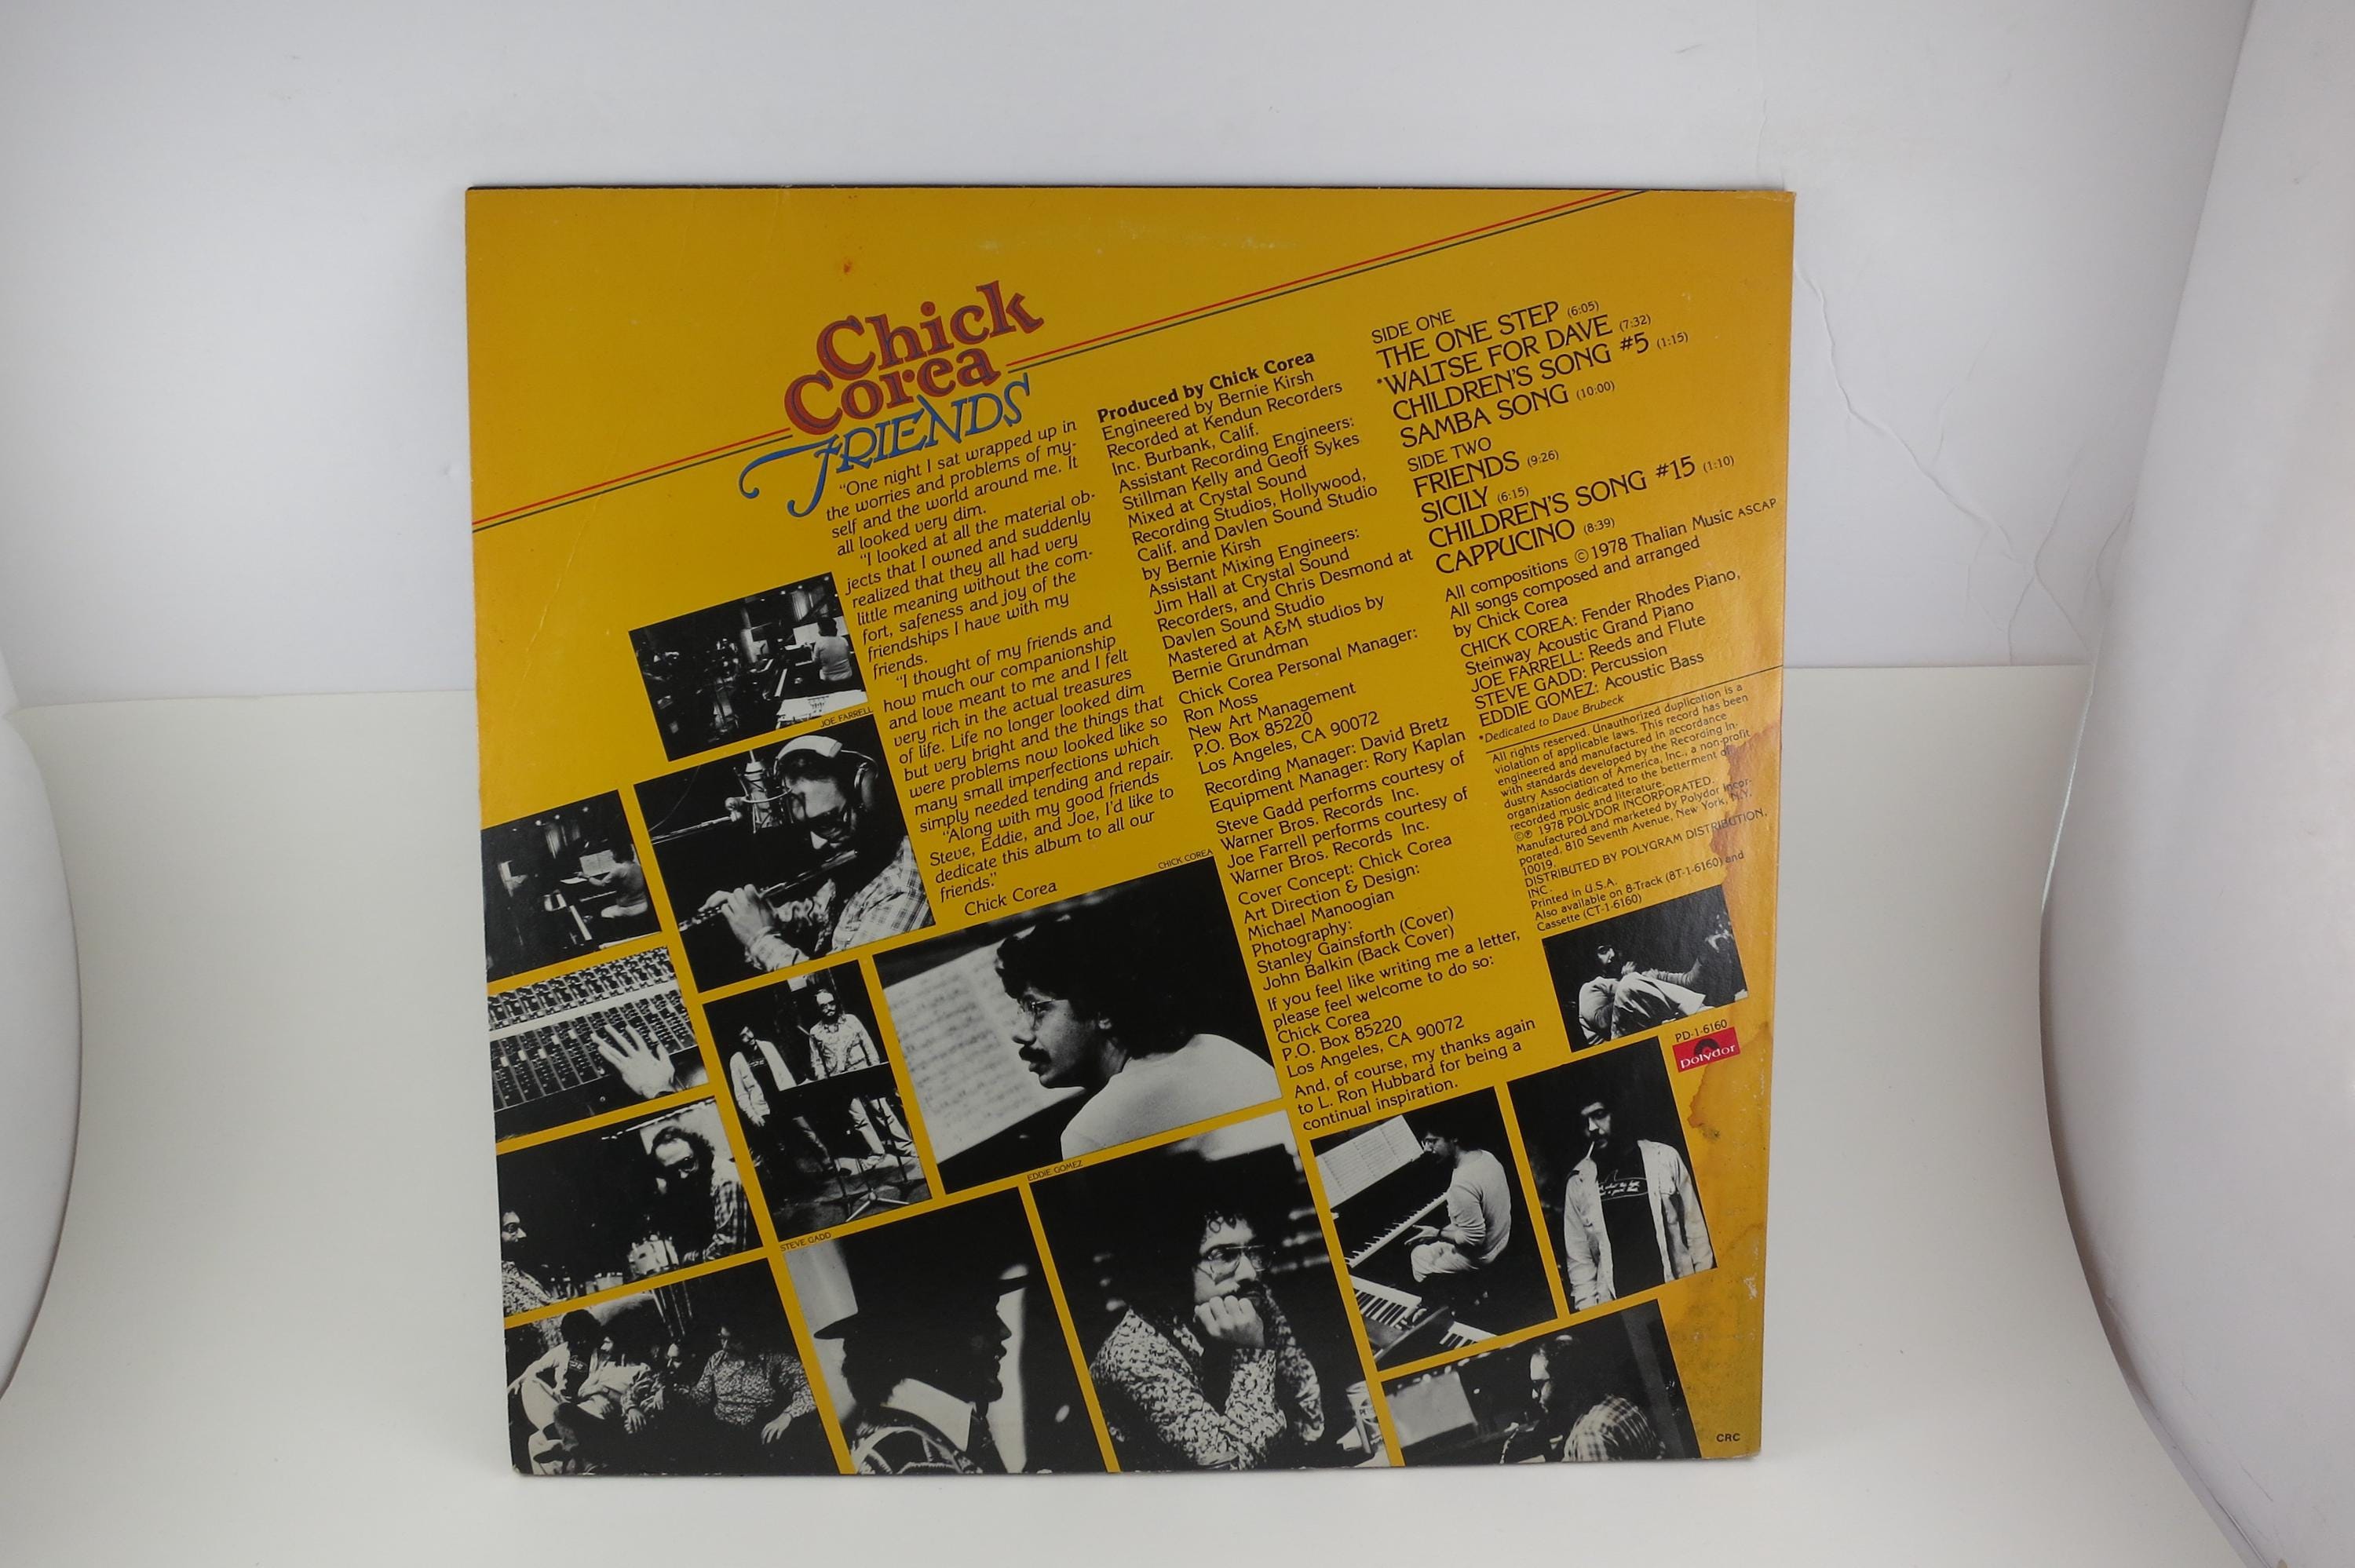 Chick
Corea
FRIENDS
"One night I sat wrapped up in
the worries and problems of my-
self and the world around me. It
all looked very dim.
"I looked at all the material ob-
jects that I owned and suddenly
realized that they all had very
little meaning without the com-
fort, safeness and joy of the
friendships I have with my
friends.
"I thought of my friends and
how much our companionship
and love meant to me and I felt
very rich in the actual treasures
of life. Life no longer looked dim
but very bright and the things that
were problems now looked like so
many small imperfections which
simply needed tending and repair.
"Along with my good friends
Steve, Eddie, and Joe, I'd like to
dedicate this album to all our
friends."
Chick Corea
Produced by Chick Corea
Engineered by Bernie Kirsh
Recorded at Kendun Recorders
Inc. Burbank, Calif.
Assistant Recording Engineers:
Stillman Kelly and Geoff Sykes
Mixed at Crystal Sound
Recording Studios, Hollywood,
Calif. and Davlen Sound Studio
by Bernie Kirsh
Assistant Mixing Engineers:
Jim Hall at Crystal Sound
Recorders, and Chris Desmond at
Davlen Sound Studio
Mastered at A&M studios by
Bernie Grundman
Chick Corea Personal Manager:
Ron Moss
New Art Management
P.O. Box 85220
Los Angeles, CA 90072
Recording Manager: David Bretz
Equipment Manager: Rory Kaplan
Steve Gadd performs courtesy of
Warner Bros. Records Inc.
Joe Farrell performs courtesy of
Warner Bros. Records Inc.
Cover Concept: Chick Corea
Art Direction & Design:
Michael Manoogian
Photography:
Stanley Gainsforth (Cover)
John Balkin (Back Cover)
If you feel like writing me a letter,
please feel welcome to do so:
Chick Corea
P.O. Box 85220
Los Angeles, CA 90072
And, of course, my thanks again
to L. Ron Hubbard for being a
continual inspiration.
SIDE ONE
THE ONE STEP (6:05)
*WALTSE FOR DAVE (7:32)
CHILDREN'S SONG #5 (1:15)
SAMBA SONG (10:00)
SIDE TWO
FRIENDS (9:26)
SICILY (6:15)
CHILDREN'S SONG #15 (1:10)
CAPPUCINO (8:39)
All compositions ©1978 Thalian Music ASCAP
All songs composed and arranged
by Chick Corea
CHICK COREA: Fender Rhodes Piano,
Steinway Acoustic Grand Piano
JOE FARRELL: Reeds and Flute
STEVE GADD: Percussion
EDDIE GOMEZ: Acoustic Bass
*Dedicated to Dave Brubeck
All rights reserved. Unauthorized duplication is a
violation of applicable laws. This record has been
engineered and manufactured in accordance
with standards developed by the Recording In-
dustry Association of America, Inc., a non-profit
organization dedicated to the betterment of
recorded music and literature.
©℗ 1978 POLYDOR INCORPORATED.
Manufactured and marketed by Polydor Incor-
porated, 810 Seventh Avenue, New York, N.Y.
10019.
DISTRIBUTED BY POLYGRAM DISTRIBUTION,
INC.
Printed in U.S.A.
Also available on 8-Track (8T-1-6160) and
Cassette (CT-1-6160)
PD-1-6160
Polydor
JOE FARRELL
CHICK COREA
EDDIE GOMEZ
STEVE GADD
CRC